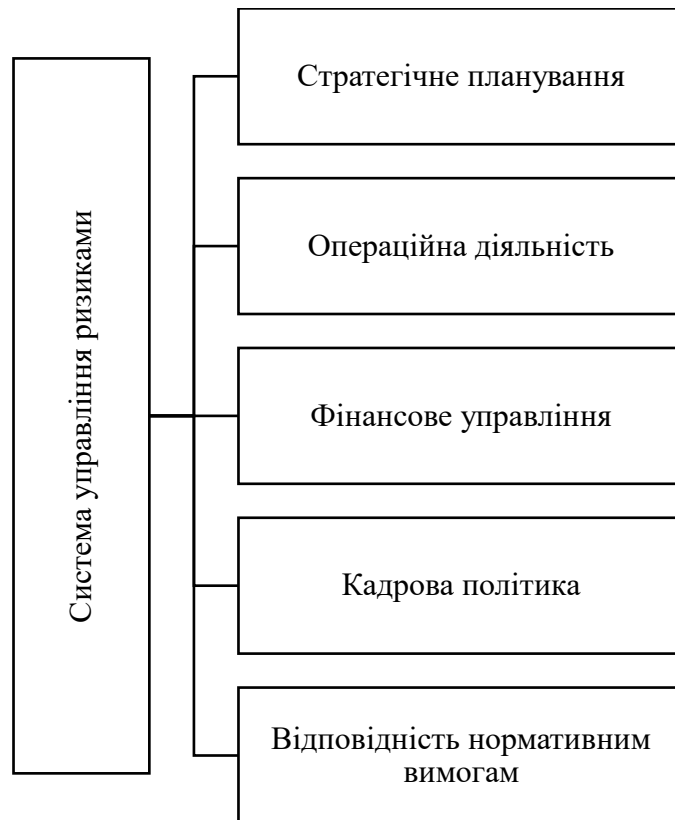 Система управління ризиками
Стратегічне планування
Операційна діяльність
Фінансове управління
Кадрова політика
Відповідність нормативним
вимогам